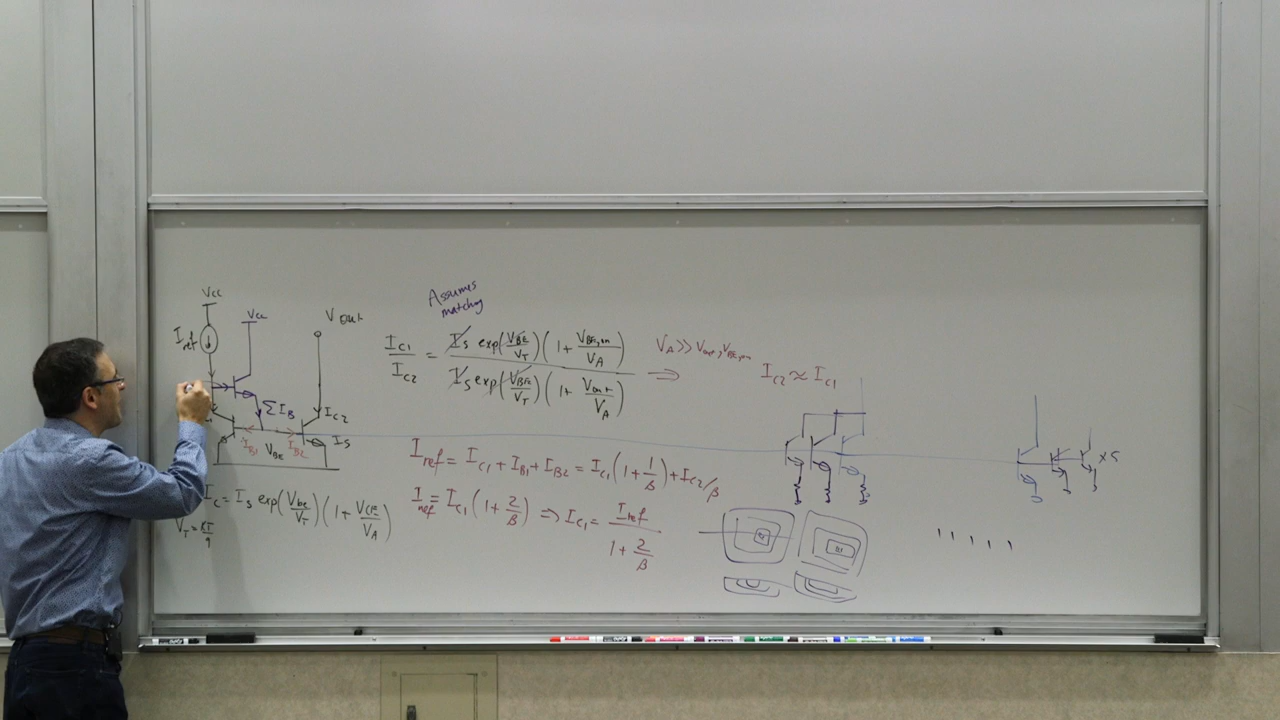 Vcc
Vcc
Vout
Iref
ΣIB
IC2
IB1 VBE IB2
IS
IC = IS exp(Vbe/VT)(1 + VCE/VA)
VT = KT/q
Assumes
matching
IC1/IC2 = IS exp(VBE/VT)(1 + VBE,on/VA) / IS exp(VBE/VT)(1 + Vout/VA)
VA >> Vout, VBE,on
⇒ IC2 ≈ IC1
Iref = IC1 + IB1 + IB2 = IC1(1 + 1/β) + IC2/β
Iref = IC1(1 + 2/β) ⇒ IC1 = Iref/(1 + 2/β)
x5